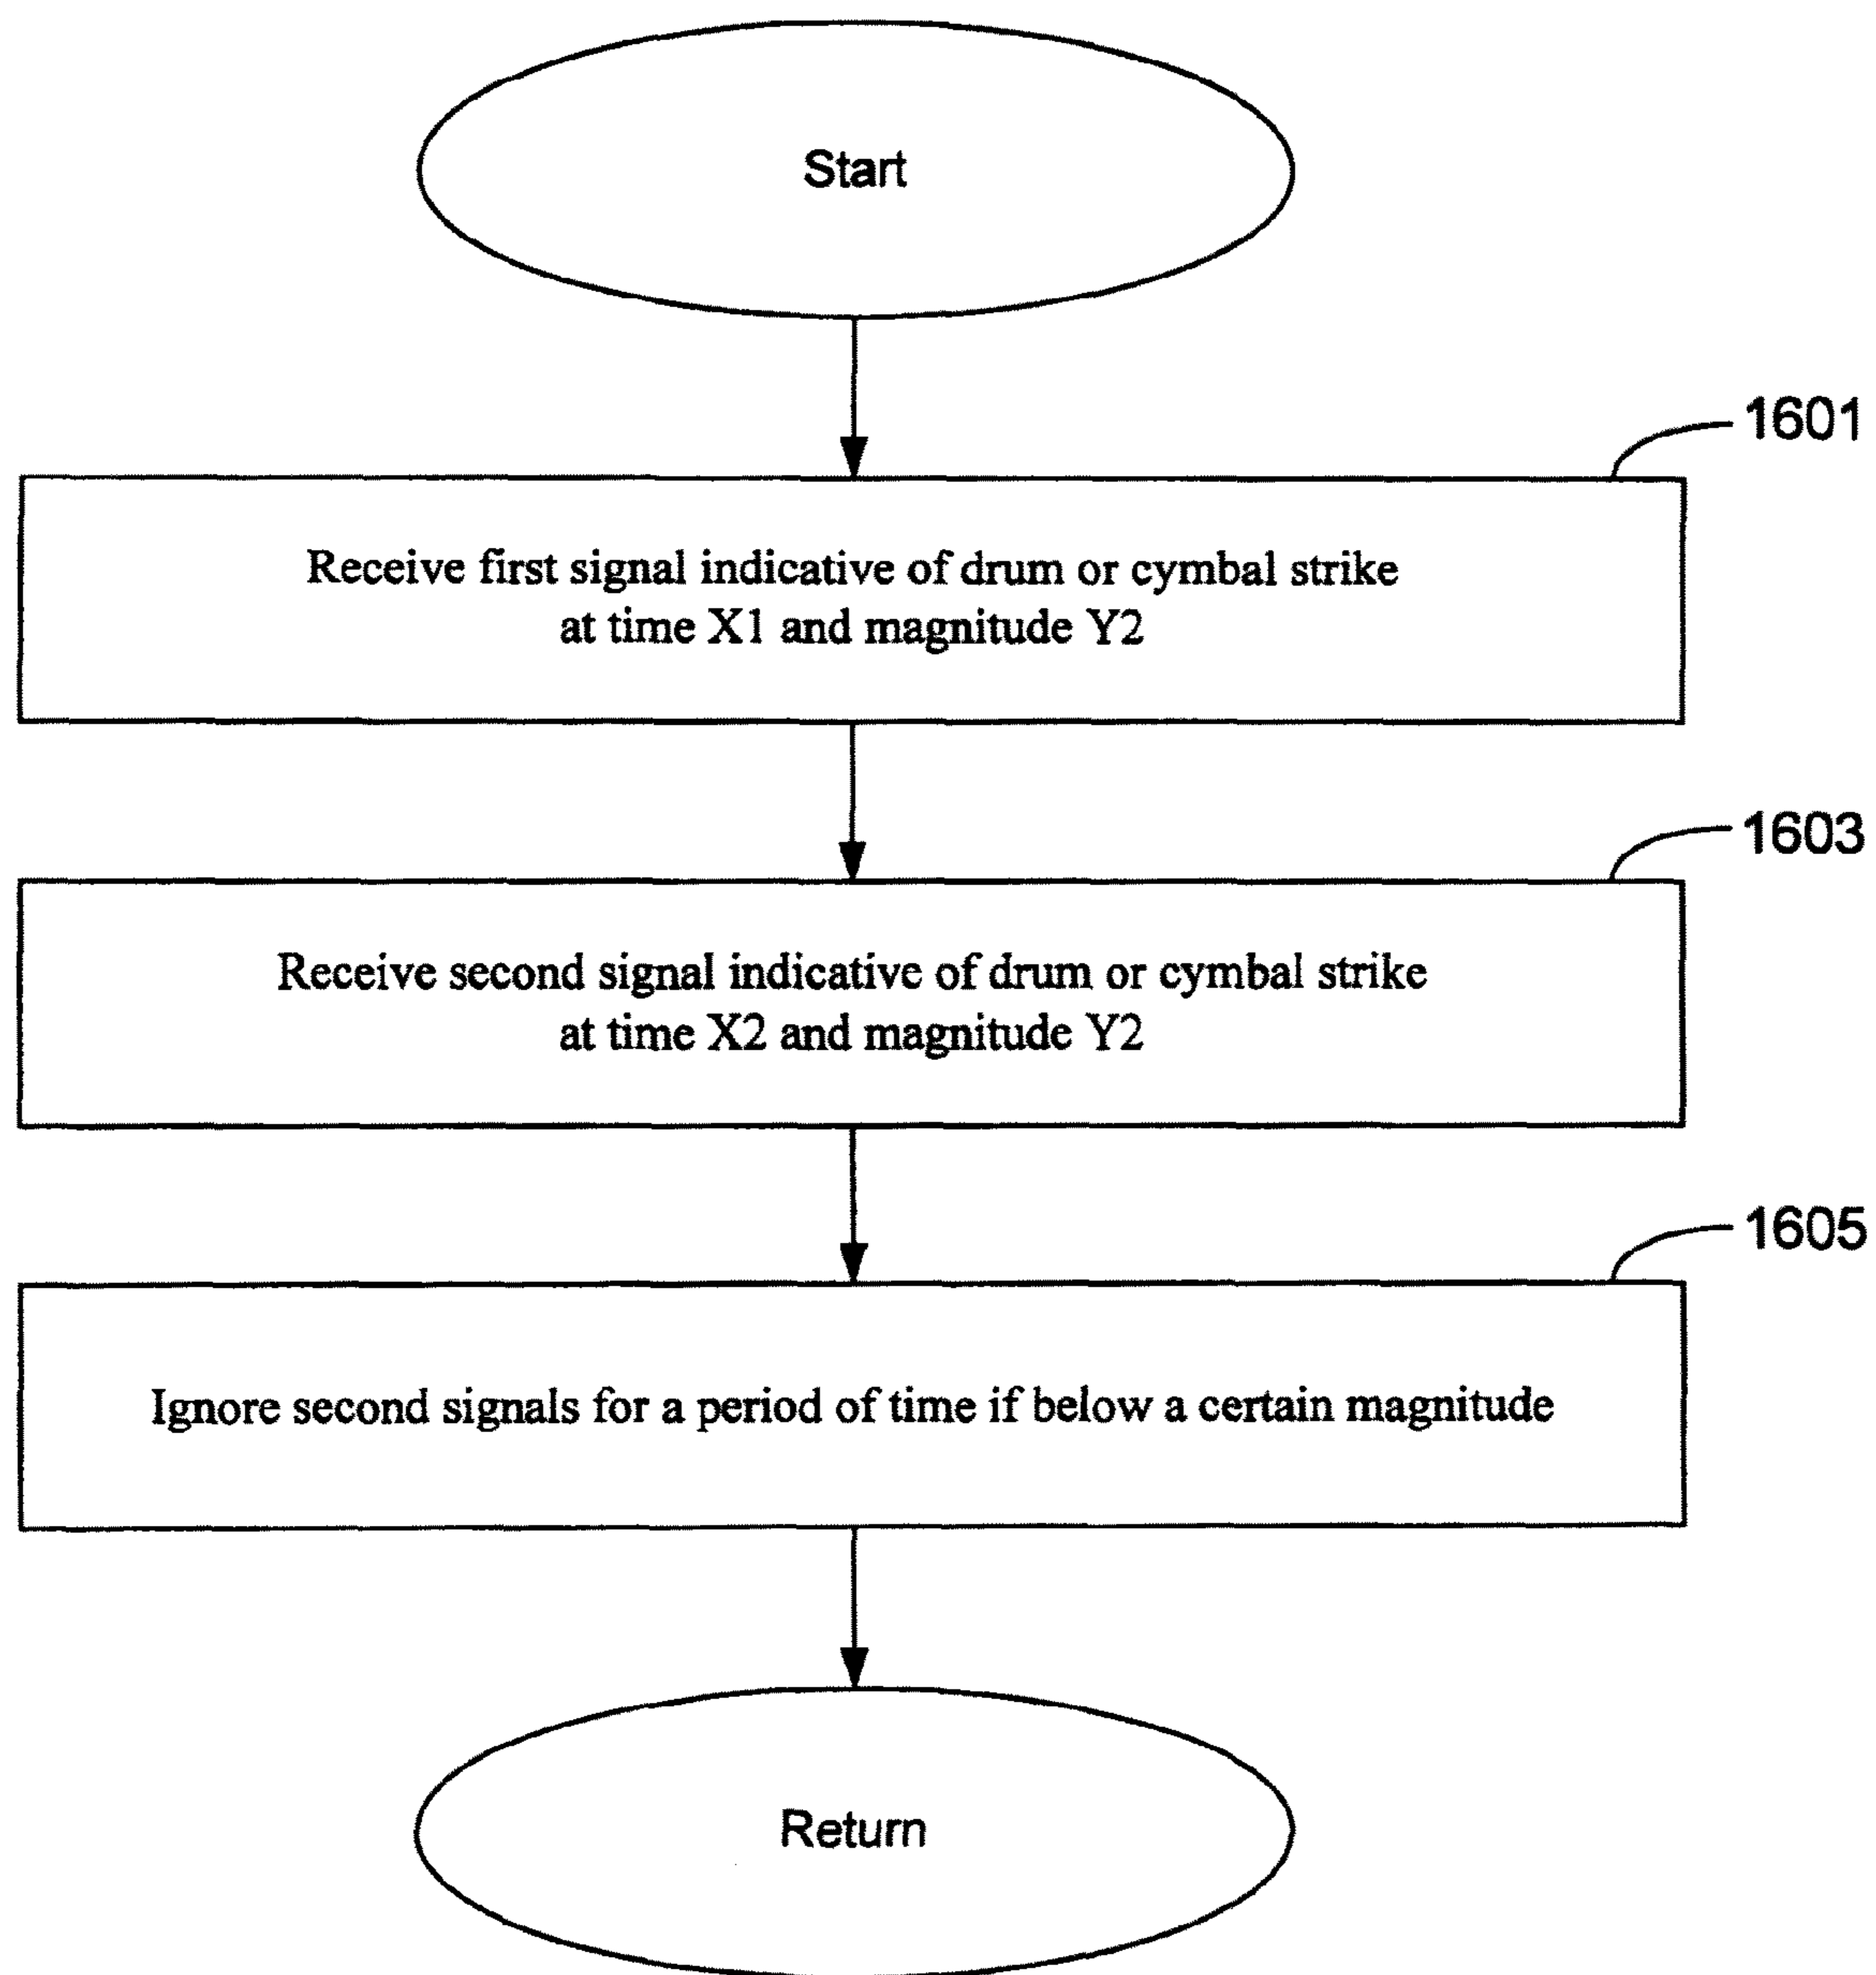 Start
1601
Receive first signal indicative of drum or cymbal strike
at time X1 and magnitude Y2
1603
Receive second signal indicative of drum or cymbal strike
at time X2 and magnitude Y2
1605
Ignore second signals for a period of time if below a certain magnitude
Return